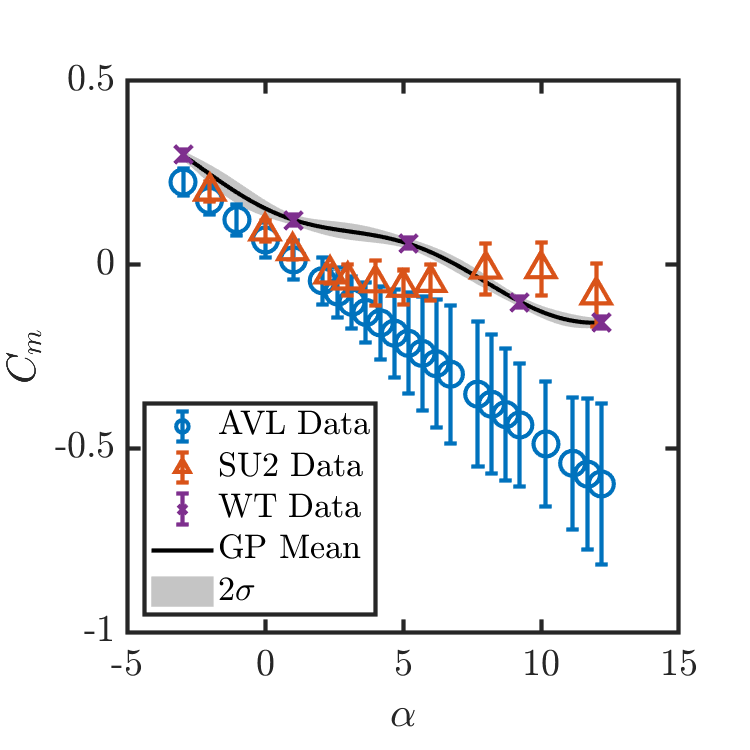 0.5
0
-0.5
-1
C_m
AVL Data
SU2 Data
WT Data
GP Mean
2σ
-5 0 5 10 15
α